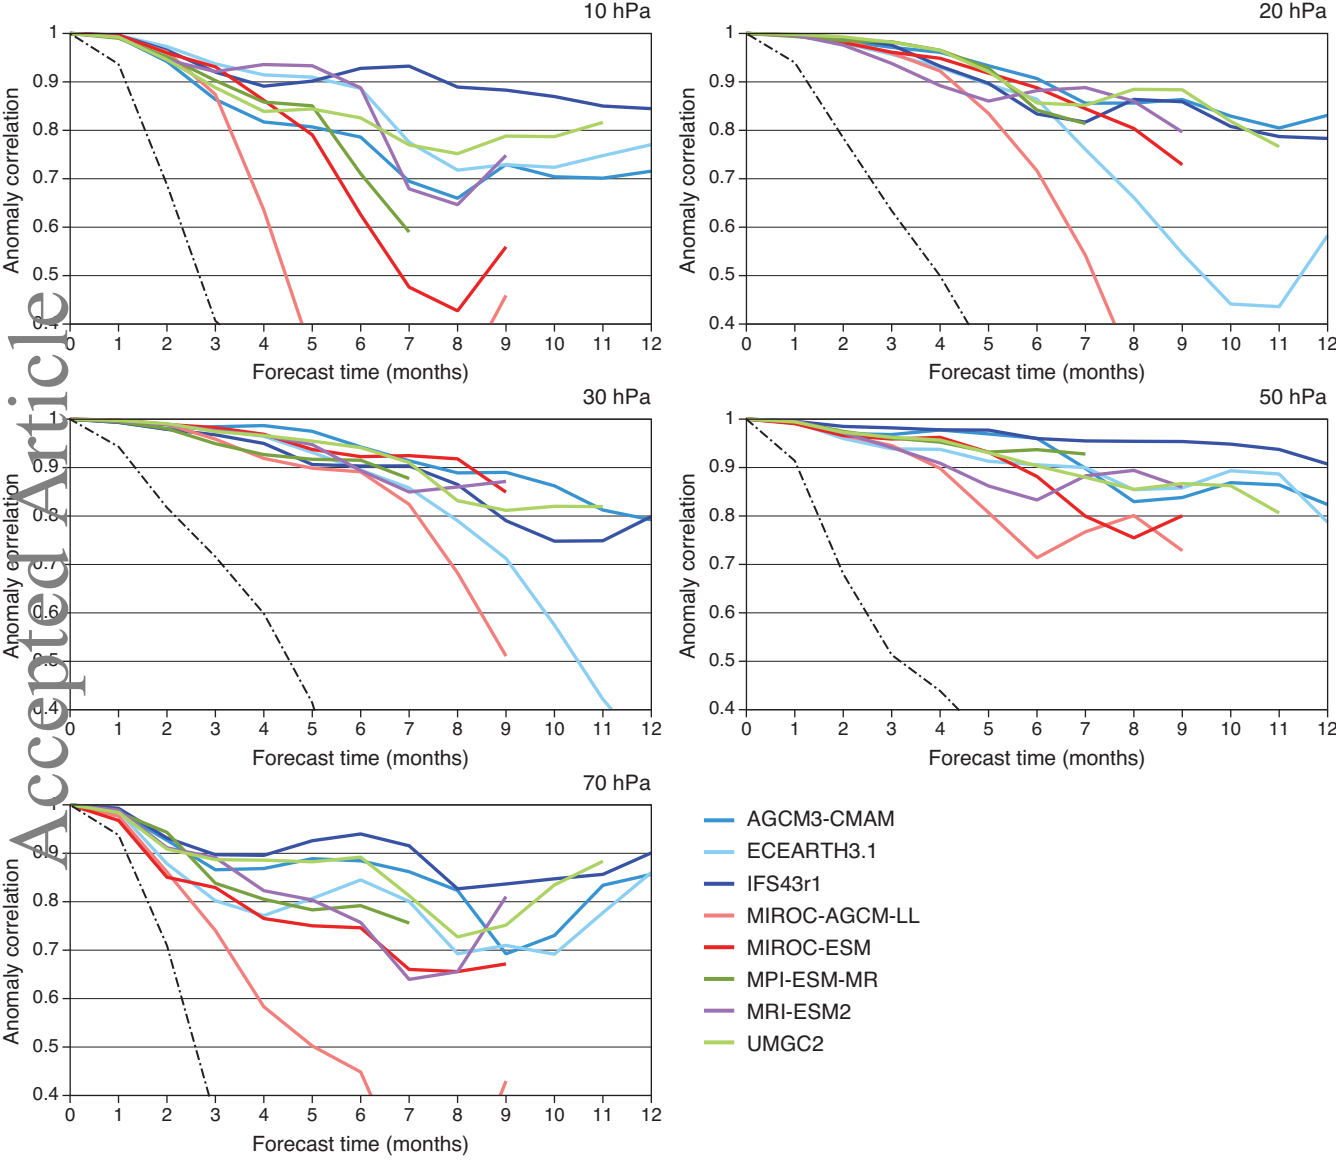 10 hPa
1
0.9
0.8
0.7
0.6
0.5
0.4
Anomaly correlation
0 1 2 3 4 5 6 7 8 9 10 11 12
Forecast time (months)
20 hPa
1
0.9
0.8
0.7
0.6
0.5
0.4
Anomaly correlation
0 1 2 3 4 5 6 7 8 9 10 11 12
Forecast time (months)
30 hPa
1
0.9
0.8
0.7
0.6
0.5
0.4
Anomaly correlation
0 1 2 3 4 5 6 7 8 9 10 11 12
Forecast time (months)
50 hPa
1
0.9
0.8
0.7
0.6
0.5
0.4
Anomaly correlation
0 1 2 3 4 5 6 7 8 9 10 11 12
Forecast time (months)
70 hPa
1
0.9
0.8
0.7
0.6
0.5
0.4
Anomaly correlation
0 1 2 3 4 5 6 7 8 9 10 11 12
Forecast time (months)
AGCM3-CMAM
ECEARTH3.1
IFS43r1
MIROC-AGCM-LL
MIROC-ESM
MPI-ESM-MR
MRI-ESM2
UMGC2
Accepted Article